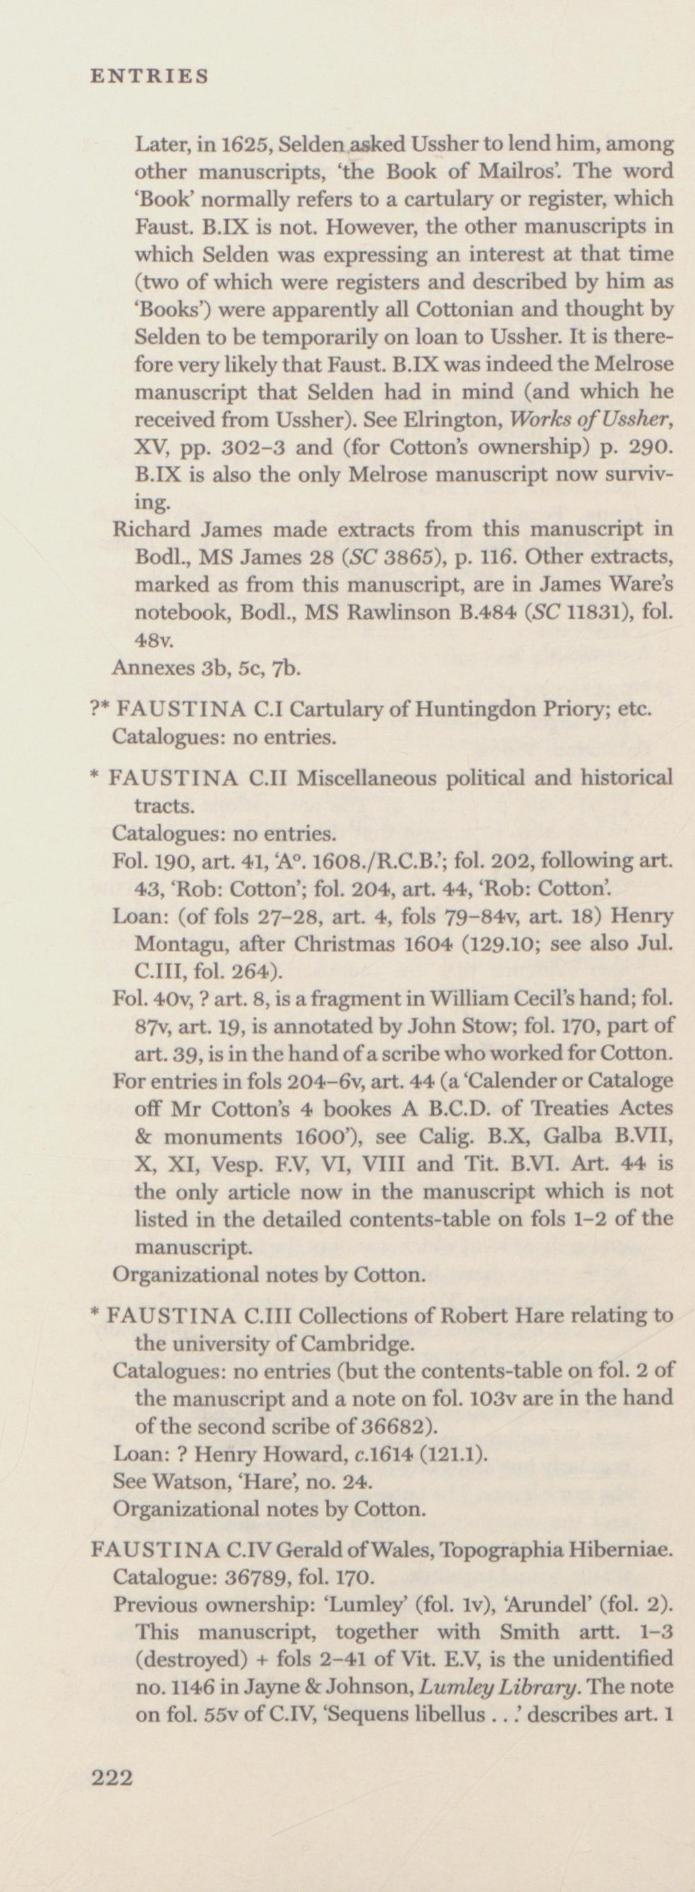 ENTRIES
Later, in 1625, Selden asked Ussher to lend him, among
other manuscripts, ‘the Book of Mailros’. The word
‘Book’ normally refers to a cartulary or register, which
Faust. B.IX is not. However, the other manuscripts in
which Selden was expressing an interest at that time
(two of which were registers and described by him as
‘Books’) were apparently all Cottonian and thought by
Selden to be temporarily on loan to Ussher. It is there-
fore very likely that Faust. B.IX was indeed the Melrose
manuscript that Selden had in mind (and which he
received from Ussher). See Elrington, Works of Ussher,
XV, pp. 302–3 and (for Cotton’s ownership) p. 290.
B.IX is also the only Melrose manuscript now surviv-
ing.
Richard James made extracts from this manuscript in
Bodl., MS James 28 (SC 3865), p. 116. Other extracts,
marked as from this manuscript, are in James Ware’s
notebook, Bodl., MS Rawlinson B.484 (SC 11831), fol.
48v.
Annexes 3b, 5c, 7b.
?* FAUSTINA C.I Cartulary of Huntingdon Priory; etc.
Catalogues: no entries.
* FAUSTINA C.II Miscellaneous political and historical
tracts.
Catalogues: no entries.
Fol. 190, art. 41, ‘Aº. 1608./R.C.B.’; fol. 202, following art.
43, ‘Rob: Cotton’; fol. 204, art. 44, ‘Rob: Cotton’.
Loan: (of fols 27–28, art. 4, fols 79–84v, art. 18) Henry
Montagu, after Christmas 1604 (129.10; see also Jul.
C.III, fol. 264).
Fol. 40v, ? art. 8, is a fragment in William Cecil’s hand; fol.
87v, art. 19, is annotated by John Stow; fol. 170, part of
art. 39, is in the hand of a scribe who worked for Cotton.
For entries in fols 204–6v, art. 44 (a ‘Calender or Cataloge
off Mr Cotton’s 4 bookes A B.C.D. of Treaties Actes
& monuments 1600’), see Calig. B.X, Galba B.VII,
X, XI, Vesp. F.V, VI, VIII and Tit. B.VI. Art. 44 is
the only article now in the manuscript which is not
listed in the detailed contents-table on fols 1–2 of the
manuscript.
Organizational notes by Cotton.
* FAUSTINA C.III Collections of Robert Hare relating to
the university of Cambridge.
Catalogues: no entries (but the contents-table on fol. 2 of
the manuscript and a note on fol. 103v are in the hand
of the second scribe of 36682).
Loan: ? Henry Howard, c.1614 (121.1).
See Watson, ‘Hare’, no. 24.
Organizational notes by Cotton.
FAUSTINA C.IV Gerald of Wales, Topographia Hiberniae.
Catalogue: 36789, fol. 170.
Previous ownership: ‘Lumley’ (fol. 1v), ‘Arundel’ (fol. 2).
This manuscript, together with Smith artt. 1–3
(destroyed) + fols 2–41 of Vit. E.V, is the unidentified
no. 1146 in Jayne & Johnson, Lumley Library. The note
on fol. 55v of C.IV, ‘Sequens libellus . . .’ describes art. 1
222